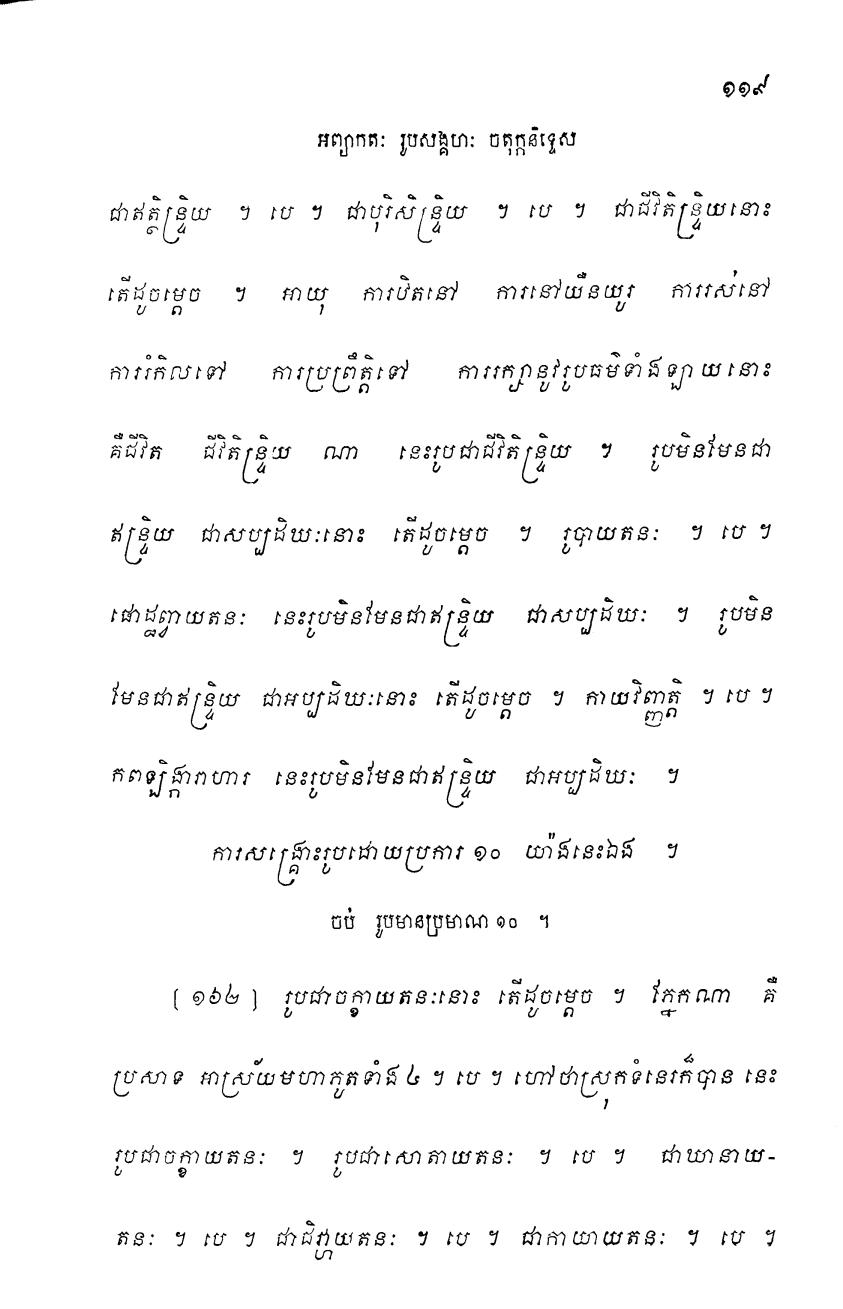 ១១៩
អព្យាកតៈ រូបសង្គហៈ ចតុក្កនិទ្ទេស
ជាឥត្ថិន្ទ្រិយ ។ បេ ។ ជាបុរិសិន្ទ្រិយ ។ បេ ។ ជាជីវិតិន្ទ្រិយនោះ
តើដូចម្តេច ។ អាយុ ការឋិតនៅ ការនៅយឺនយូរ ការរស់នៅ
ការរំកិលទៅ ការប្រព្រឹត្តិទៅ ការរក្សានូវរូបធម៌ទាំងឡាយនោះ
គឺជីវិត ជីវិតិន្ទ្រិយ ណា នេះរូបជាជីវិតិន្ទ្រិយ ។ រូបមិនមែនជា
ឥន្ទ្រិយ ជាសប្បដិឃៈនោះ តើដូចម្តេច ។ រូបាយតនៈ ។ បេ ។
ផោដ្ឋព្វាយតនៈ នេះរូបមិនមែនជាឥន្ទ្រិយ ជាសប្បដិឃៈ ។ រូបមិន
មែនជាឥន្ទ្រិយ ជាអប្បដិឃៈនោះ តើដូចម្តេច ។ កាយវិញ្ញត្តិ ។ បេ ។
កពឡិង្ការាហារ នេះរូបមិនមែនជាឥន្ទ្រិយ ជាអប្បដិឃៈ ។
ការសង្គ្រោះរូបដោយប្រការ ១០ យ៉ាងនេះឯង ។
ចប់ រូបមានប្រមាណ ១០ ។
[ ១៦២ ] រូបជាចក្ខាយតនៈនោះ តើដូចម្តេច ។ ភ្នែកណា គឺ
ប្រសាទ អាស្រ័យមហាភូតទាំង ៤ ។ បេ ។ ហៅថាស្រុកទំនេរក៏បាន នេះ
រូបជាចក្ខាយតនៈ ។ រូបជាសោតាយតនៈ ។ បេ ។ ជាឃានាយ-
តនៈ ។ បេ ។ ជាជិវ្ហាយតនៈ ។ បេ ។ ជាកាយាយតនៈ ។ បេ ។